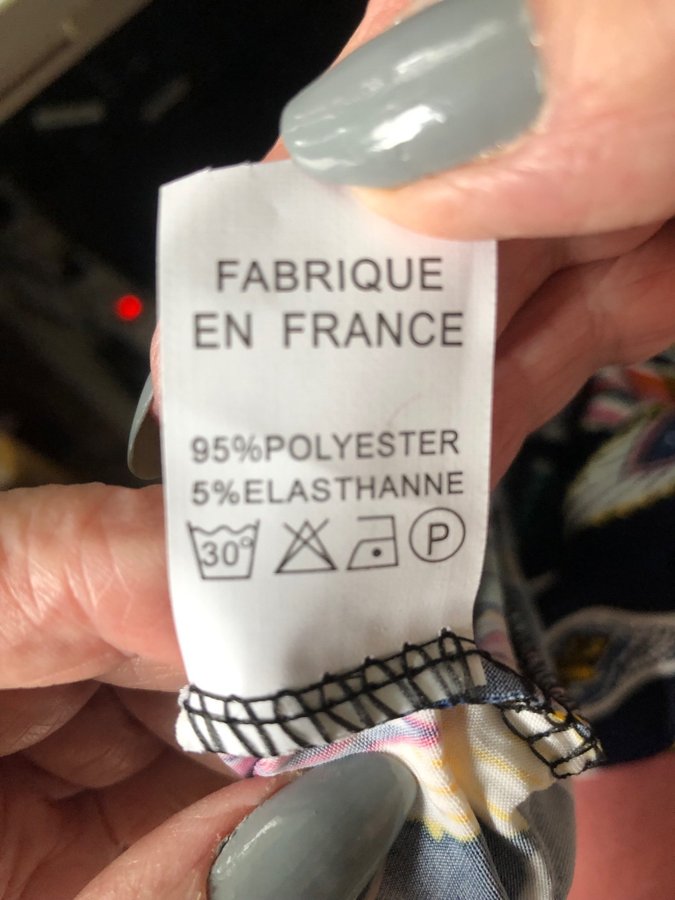 FABRIQUE
EN FRANCE
95%POLYESTER
5%ELASTHANNE
30° P